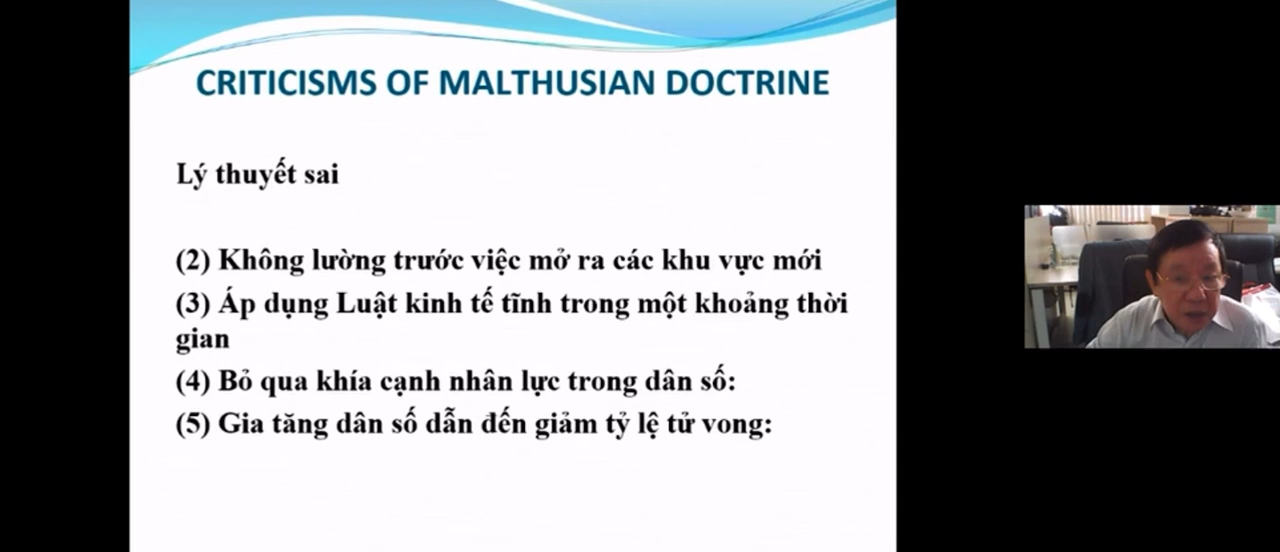 CRITICISMS OF MALTHUSIAN DOCTRINE
Lý thuyết sai
(2) Không lường trước việc mở ra các khu vực mới
(3) Áp dụng Luật kinh tế tĩnh trong một khoảng thời
gian
(4) Bỏ qua khía cạnh nhân lực trong dân số:
(5) Gia tăng dân số dẫn đến giảm tỷ lệ tử vong: